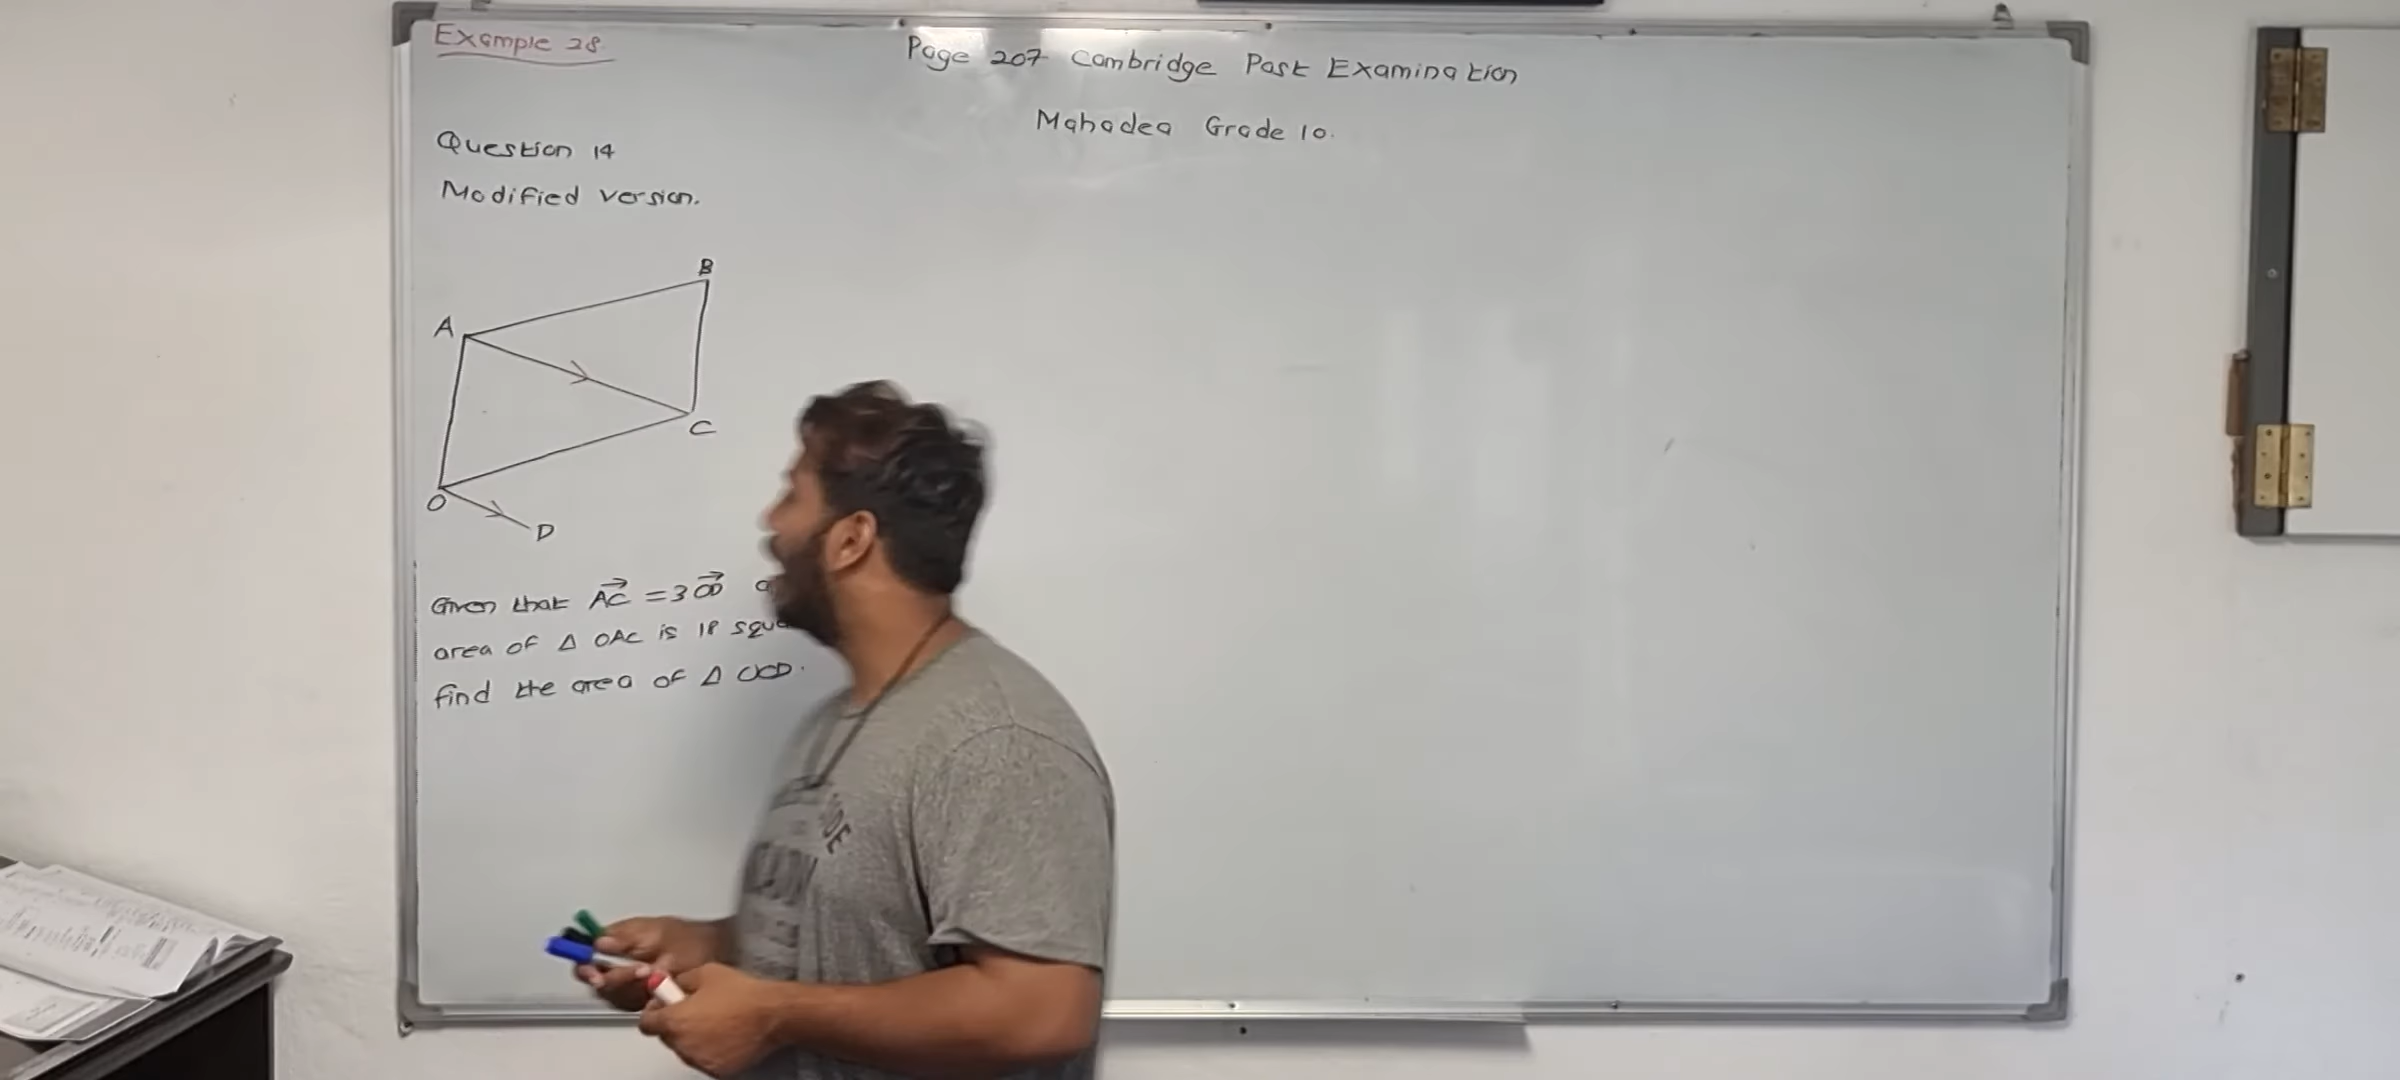 Example 28
Page 207 Cambridge Past Examination
Mahadea Grade 10.
Question 14
Modified version.
B
A
C
O
D
Given that AC = 3 OD
area of Δ OAC is 18
find the area of Δ OCD.